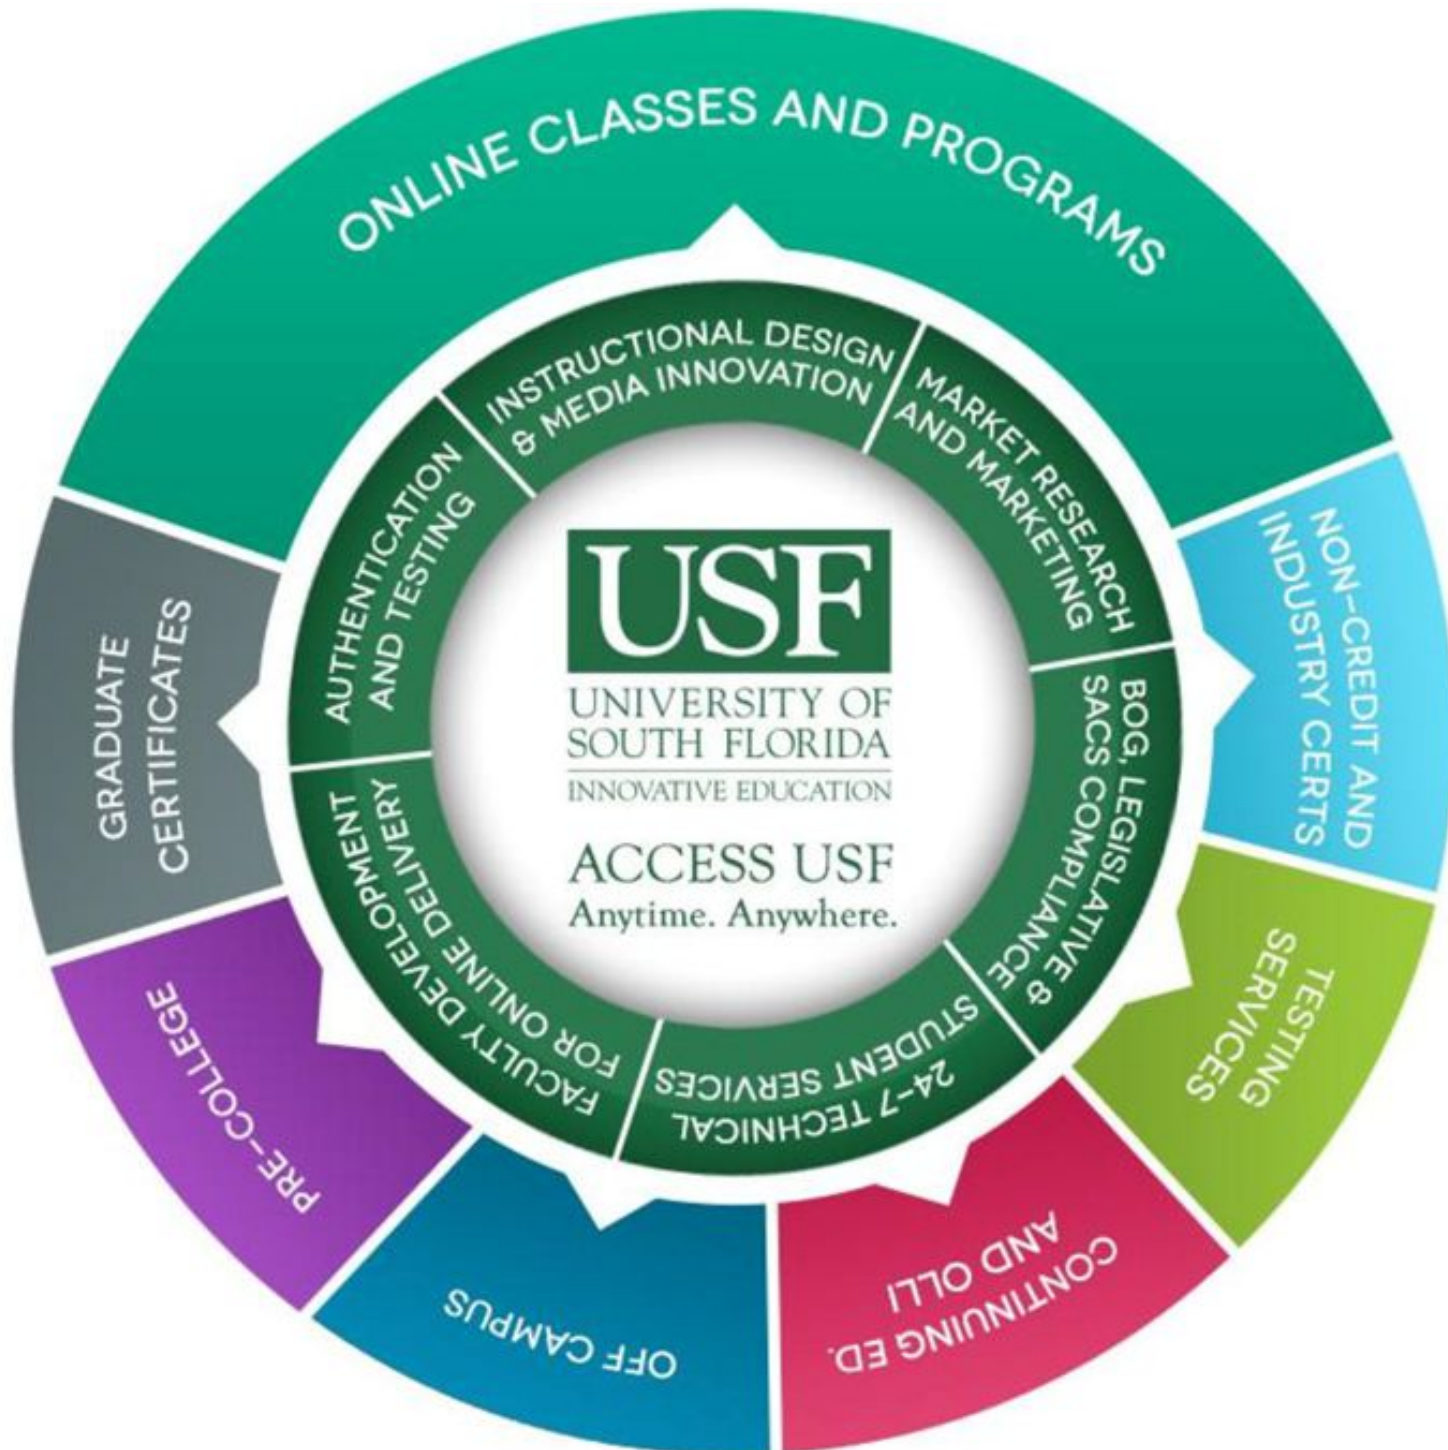 ONLINE CLASSES AND PROGRAMS
NON-CREDIT AND
INDUSTRY CERTS
TESTING
SERVICES
CONTINUING ED.
AND OLLI
OFF CAMPUS
PRE-COLLEGE
GRADUATE
CERTIFICATES
INSTRUCTIONAL DESIGN
& MEDIA INNOVATION
MARKET RESEARCH
AND MARKETING
BOG, LEGISLATIVE &
SACS COMPLIANCE
24-7 TECHNICAL
STUDENT SERVICES
FACULTY DEVELOPMENT
FOR ONLINE DELIVERY
AUTHENTICATION
AND TESTING
USF
UNIVERSITY OF
SOUTH FLORIDA
INNOVATIVE EDUCATION
ACCESS USF
Anytime. Anywhere.